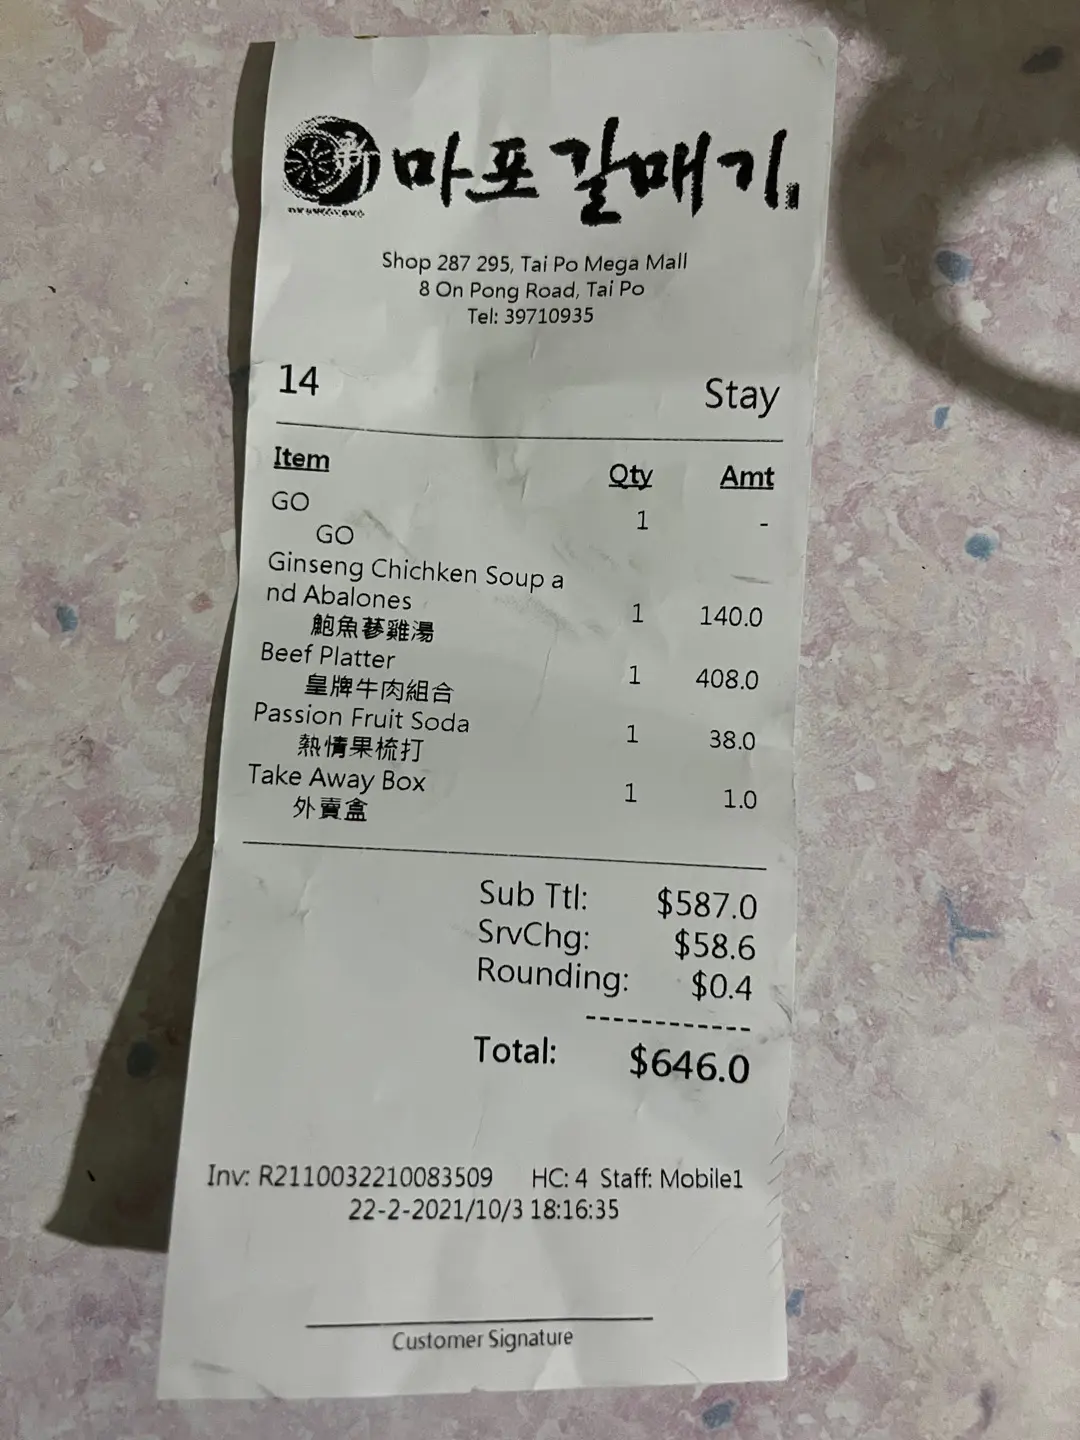 新
마포갈매기
Shop 287 295, Tai Po Mega Mall
8 On Pong Road, Tai Po
Tel: 39710935
14 Stay
Item Qty Amt
GO 1 -
GO
Ginseng Chichken Soup a
nd Abalones 1 140.0
鮑魚蔘雞湯
Beef Platter 1 408.0
皇牌牛肉組合
Passion Fruit Soda 1 38.0
熱情果梳打
Take Away Box 1 1.0
外賣盒
Sub Ttl: $587.0
SrvChg: $58.6
Rounding: $0.4
-----------
Total: $646.0
Inv: R2110032210083509 HC: 4 Staff: Mobile1
22-2-2021/10/3 18:16:35
Customer Signature